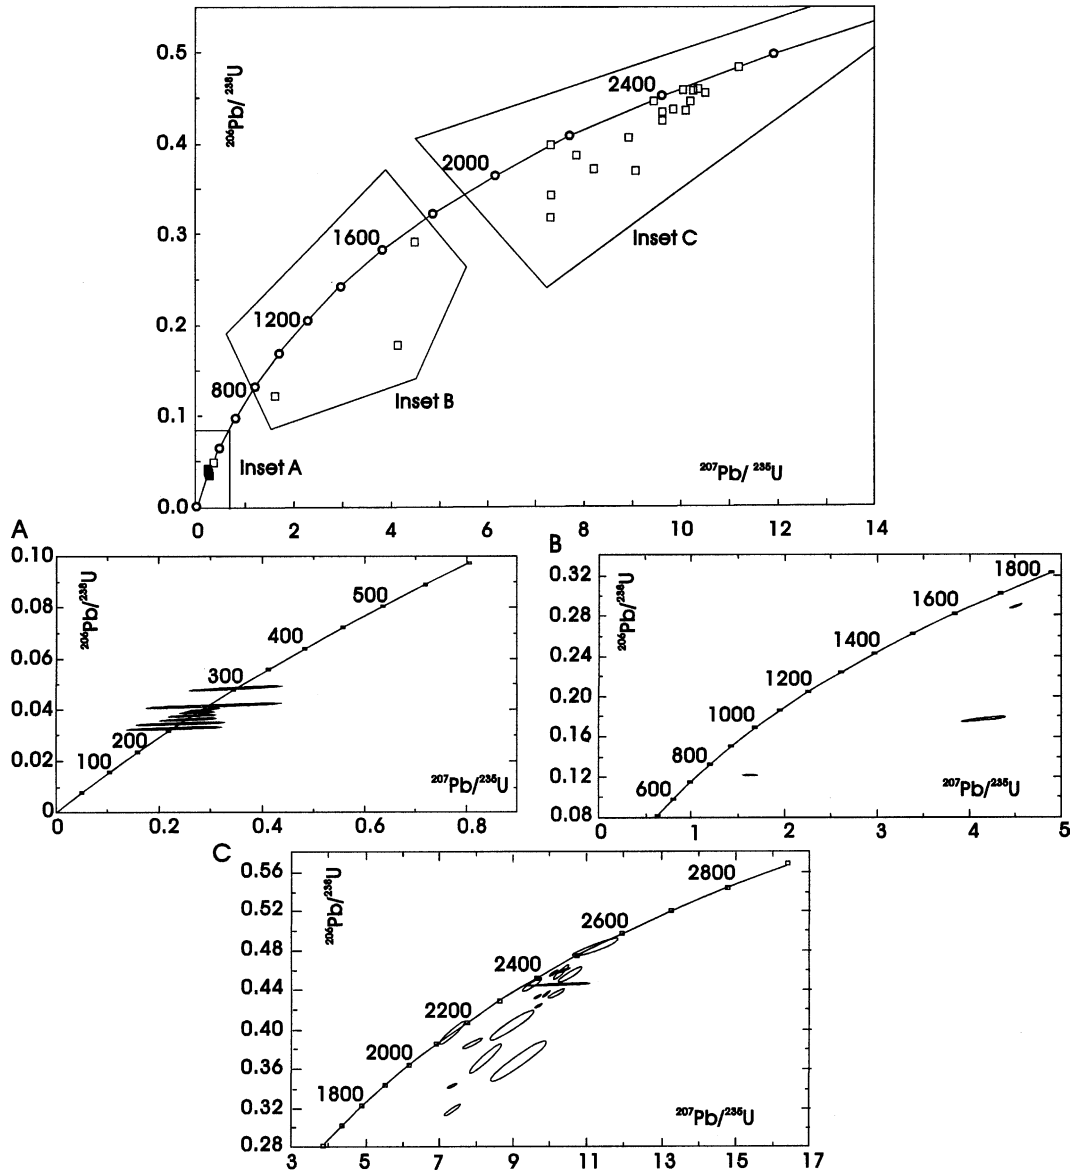 0.5
0.4
0.3
0.2
0.1
0.0
²⁰⁶Pb/ ²³⁸U
2400
2000
1600
1200
800
Inset C
Inset B
Inset A
²⁰⁷Pb/ ²³⁵U
0 2 4 6 8 10 12 14
A
0.10
0.08
0.06
0.04
0.02
0
²⁰⁶Pb/²³⁸U
500
400
300
200
100
²⁰⁷Pb/²³⁵U
0 0.2 0.4 0.6 0.8
B
0.32
0.28
0.24
0.20
0.16
0.12
0.08
²⁰⁶Pb/²³⁸U
1800
1600
1400
1200
1000
800
600
²⁰⁷Pb/²³⁵U
0 1 2 3 4 5
C
0.56
0.52
0.48
0.44
0.40
0.36
0.32
0.28
²⁰⁶Pb/²³⁸U
2800
2600
2400
2200
2000
1800
²⁰⁷Pb/²³⁵U
3 5 7 9 11 13 15 17